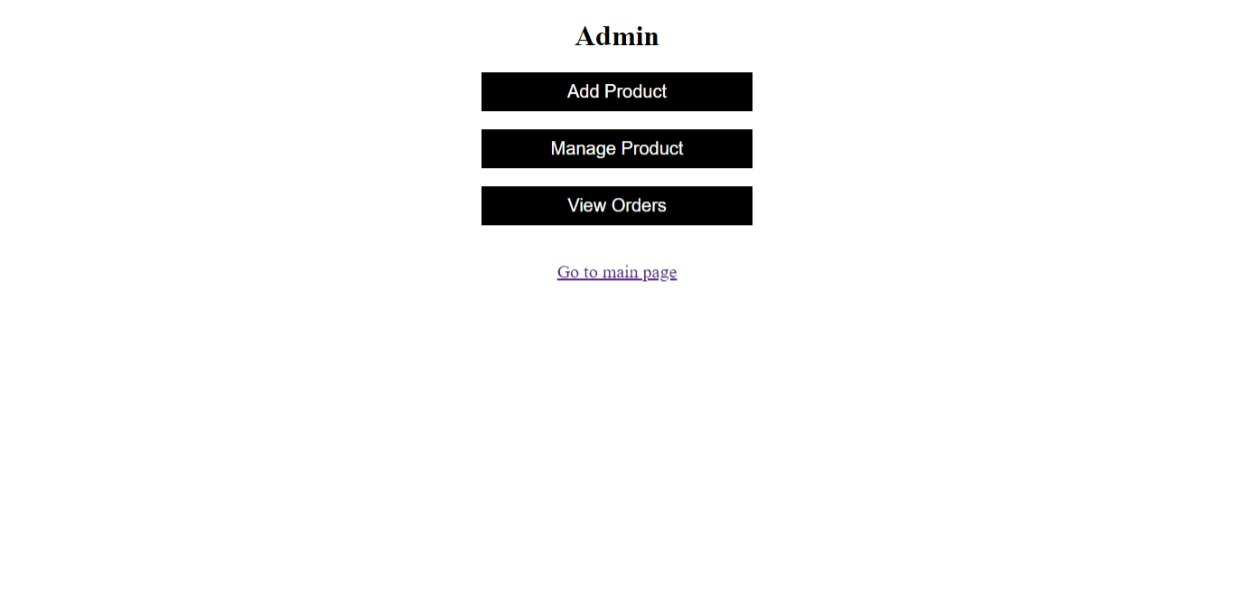 Admin
Add Product
Manage Product
View Orders
Go to main page